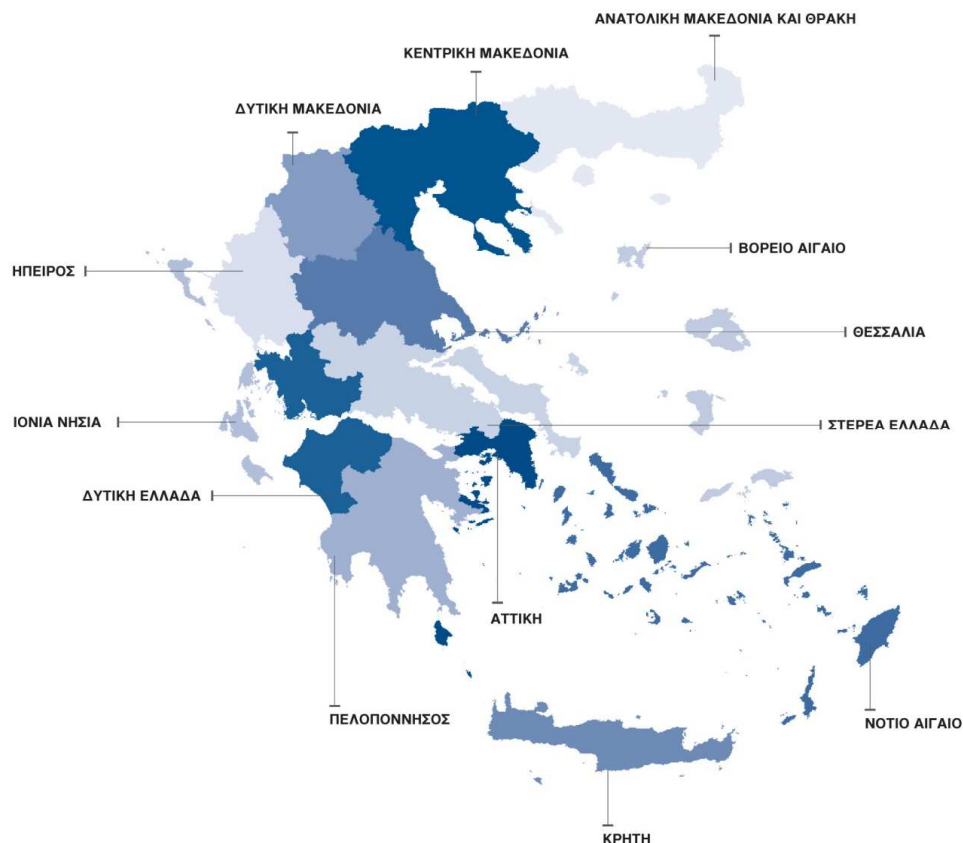 ΑΝΑΤΟΛΙΚΗ ΜΑΚΕΔΟΝΙΑ ΚΑΙ ΘΡΑΚΗ
ΚΕΝΤΡΙΚΗ ΜΑΚΕΔΟΝΙΑ
ΔΥΤΙΚΗ ΜΑΚΕΔΟΝΙΑ
ΒΟΡΕΙΟ ΑΙΓΑΙΟ
ΗΠΕΙΡΟΣ
ΘΕΣΣΑΛΙΑ
ΙΟΝΙΑ ΝΗΣΙΑ
ΣΤΕΡΕΑ ΕΛΛΑΔΑ
ΔΥΤΙΚΗ ΕΛΛΑΔΑ
ΑΤΤΙΚΗ
ΠΕΛΟΠΟΝΝΗΣΟΣ
ΝΟΤΙΟ ΑΙΓΑΙΟ
ΚΡΗΤΗ